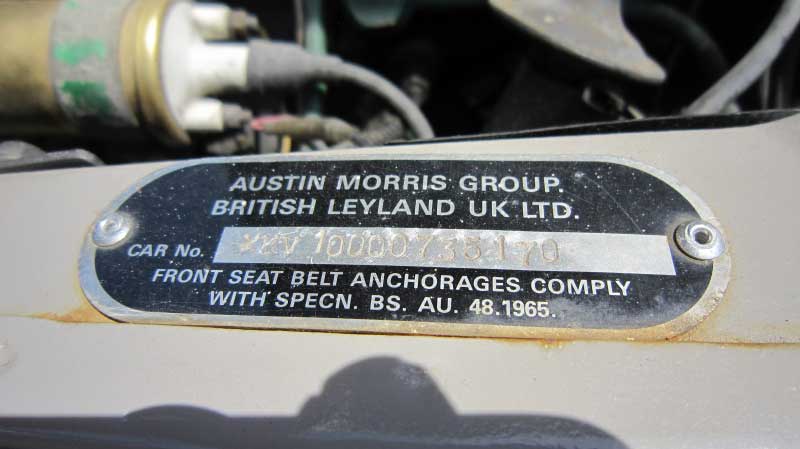 AUSTIN MORRIS GROUP.
BRITISH LEYLAND UK LTD.
CAR No.
FRONT SEAT BELT ANCHORAGES COMPLY
WITH SPECN. BS. AU. 48.1965.